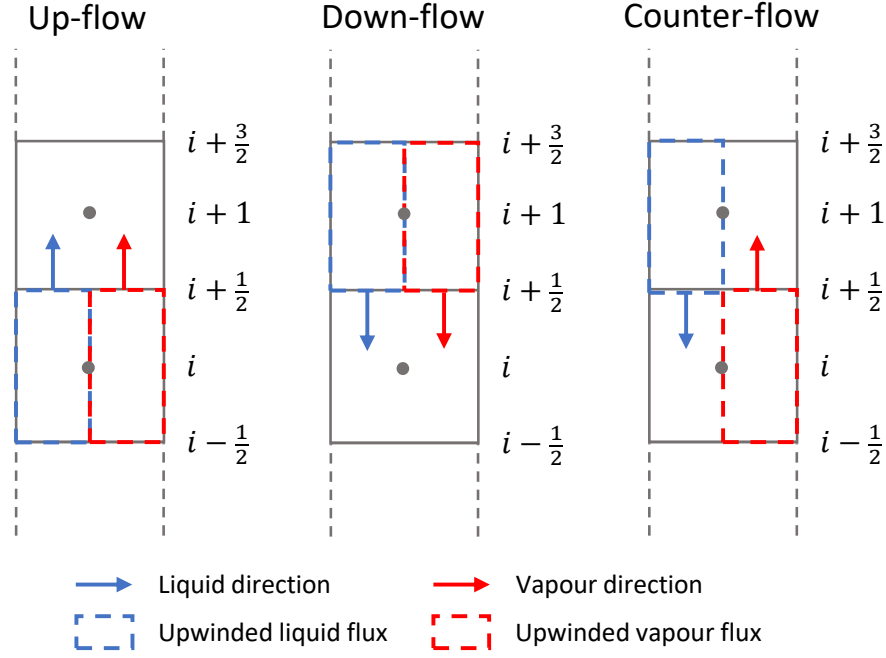 Up-flow Down-flow Counter-flow
i + 3/2 i + 3/2 i + 3/2
i + 1 i + 1 i + 1
i + 1/2 i + 1/2 i + 1/2
i i i
i − 1/2 i − 1/2 i − 1/2
Liquid direction Vapour direction
Upwinded liquid flux Upwinded vapour flux